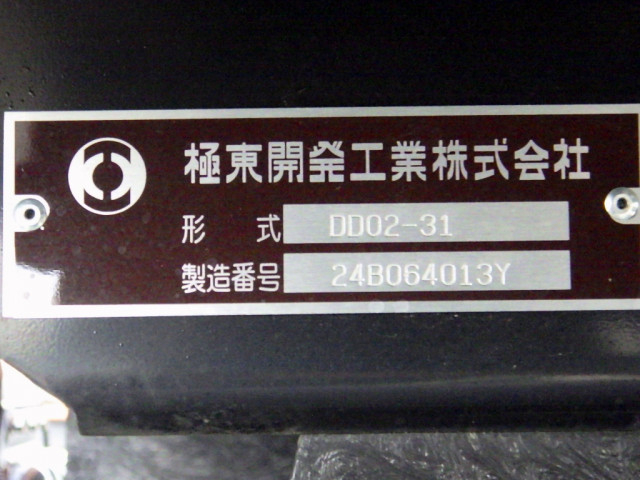 極東開発工業株式会社
形 式 DD02-31
製造番号 24B064013Y